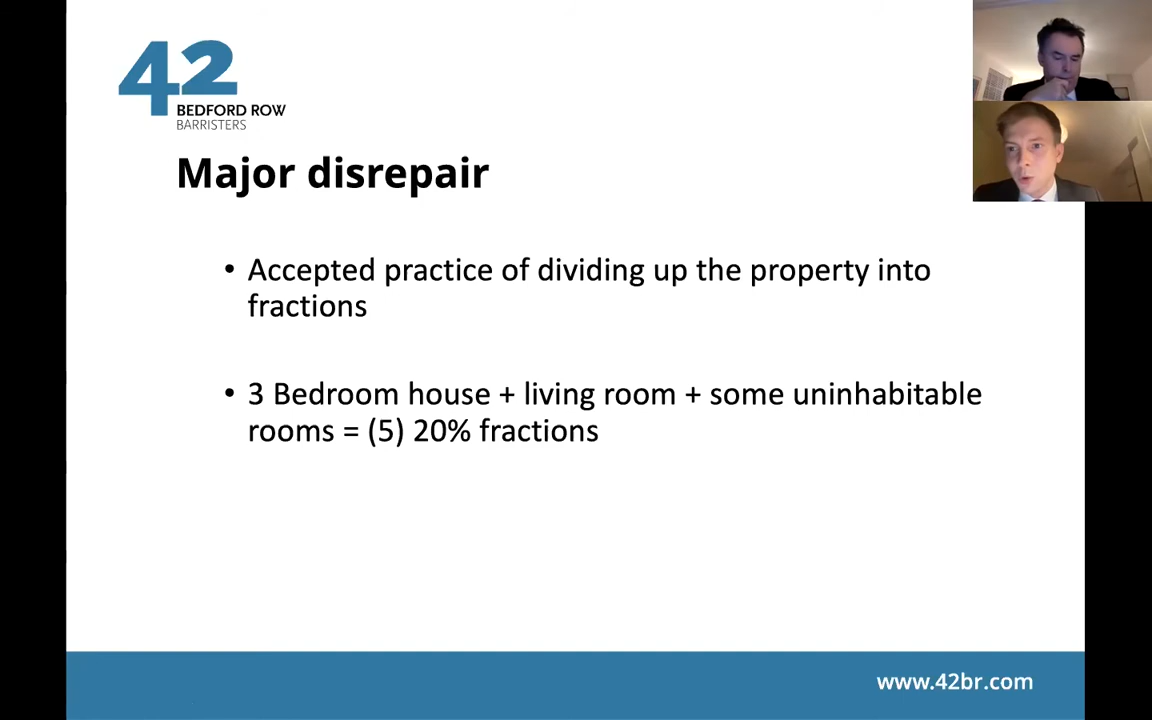 42
BEDFORD ROW
BARRISTERS
Major disrepair
• Accepted practice of dividing up the property into
fractions
• 3 Bedroom house + living room + some uninhabitable
rooms = (5) 20% fractions
www.42br.com